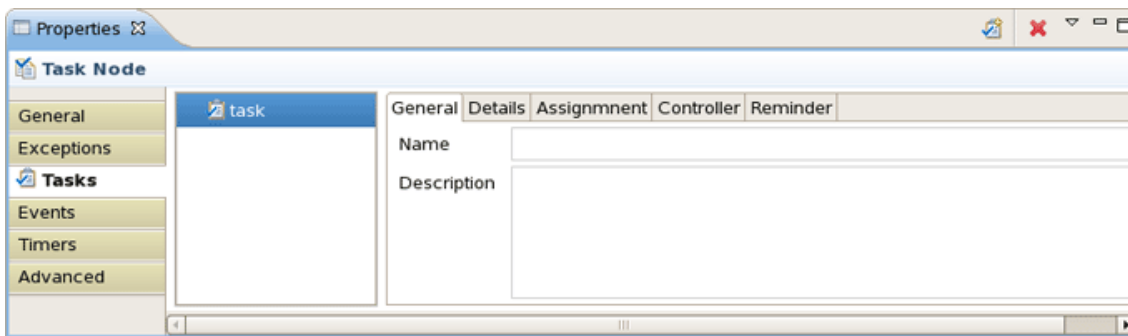 Properties
Task Node
General
Exceptions
Tasks
Events
Timers
Advanced
task
General Details Assignmnent Controller Reminder
Name
Description